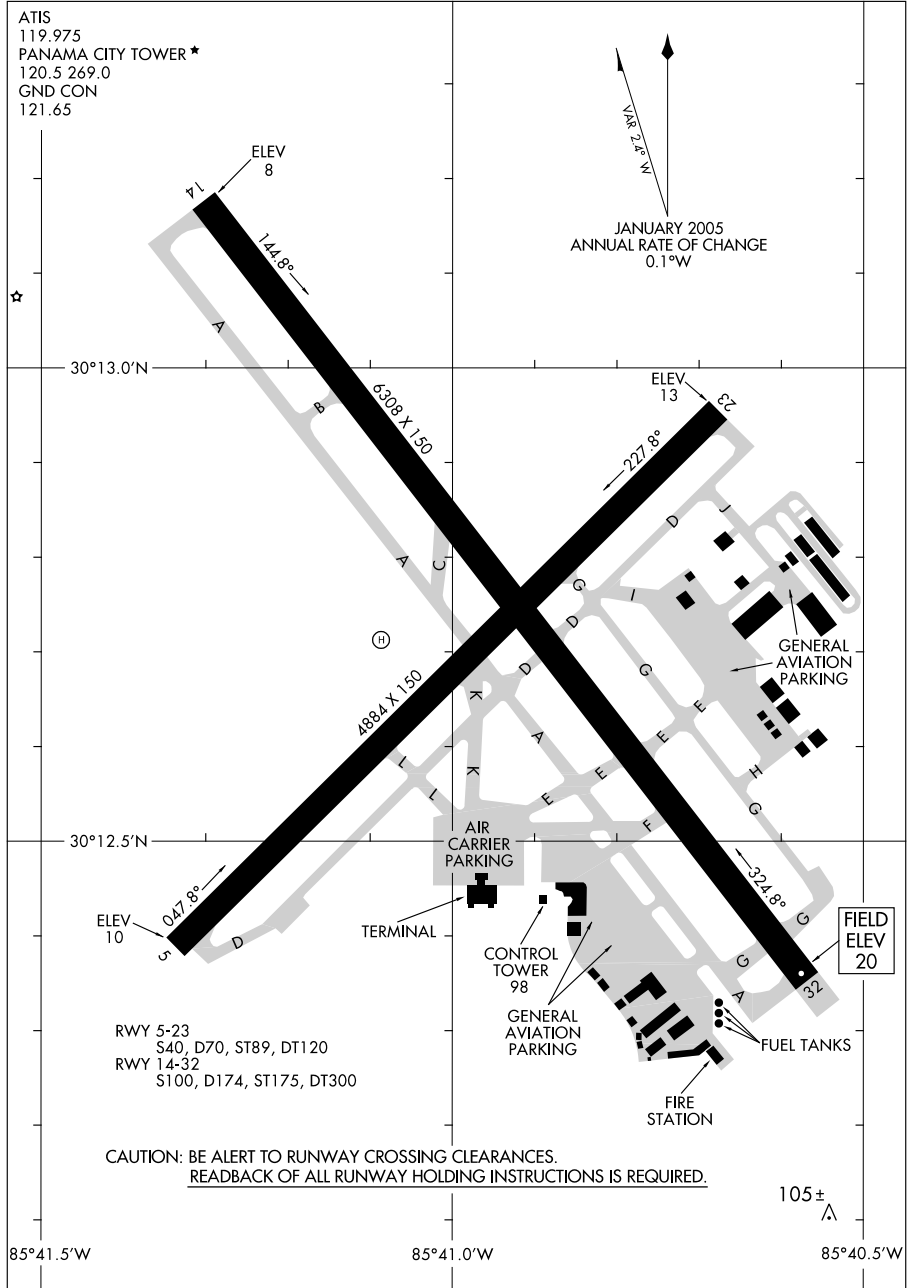 ATIS
119.975
PANAMA CITY TOWER
120.5 269.0
GND CON
121.65
VAR 2.4° W
JANUARY 2005
ANNUAL RATE OF CHANGE
0.1°W
ELEV
8
14
144.8°
A
30°13.0'N
B
6308 X 150
ELEV
13
23
227.8°
D
J
A
C
G
I
D
H
D
G
GENERAL
AVIATION
PARKING
K
4884 X 150
A
E
E
L
K
E
H
L
E
E
G
F
30°12.5'N
AIR
CARRIER
PARKING
047.8°
324.8°
ELEV
10
5
D
TERMINAL
CONTROL
TOWER
98
G
G
FIELD
ELEV
20
A
32
GENERAL
AVIATION
PARKING
FUEL TANKS
RWY 5-23
S40, D70, ST89, DT120
RWY 14-32
S100, D174, ST175, DT300
FIRE
STATION
CAUTION: BE ALERT TO RUNWAY CROSSING CLEARANCES.
READBACK OF ALL RUNWAY HOLDING INSTRUCTIONS IS REQUIRED.
105±
85°41.5'W
85°41.0'W
85°40.5'W